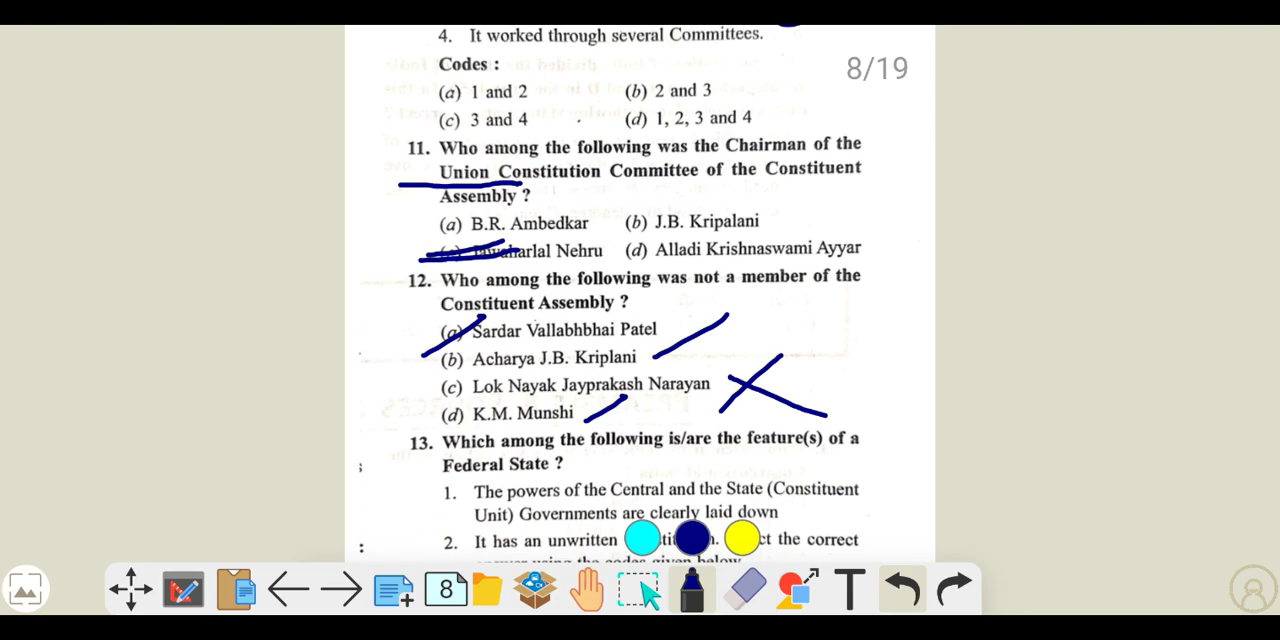 4. It worked through several Committees.
Codes :
8/19
(a) 1 and 2 (b) 2 and 3
(c) 3 and 4 (d) 1, 2, 3 and 4
11. Who among the following was the Chairman of the
Union Constitution Committee of the Constituent
Assembly ?
(a) B.R. Ambedkar (b) J.B. Kripalani
harlal Nehru (d) Alladi Krishnaswami Ayyar
12. Who among the following was not a member of the
Constituent Assembly ?
(a) Sardar Vallabhbhai Patel
(b) Acharya J.B. Kriplani
(c) Lok Nayak Jayprakash Narayan
(d) K.M. Munshi
13. Which among the following is/are the feature(s) of a
Federal State ?
1. The powers of the Central and the State (Constituent
Unit) Governments are clearly laid down
2. It has an unwritten the correct
8
T